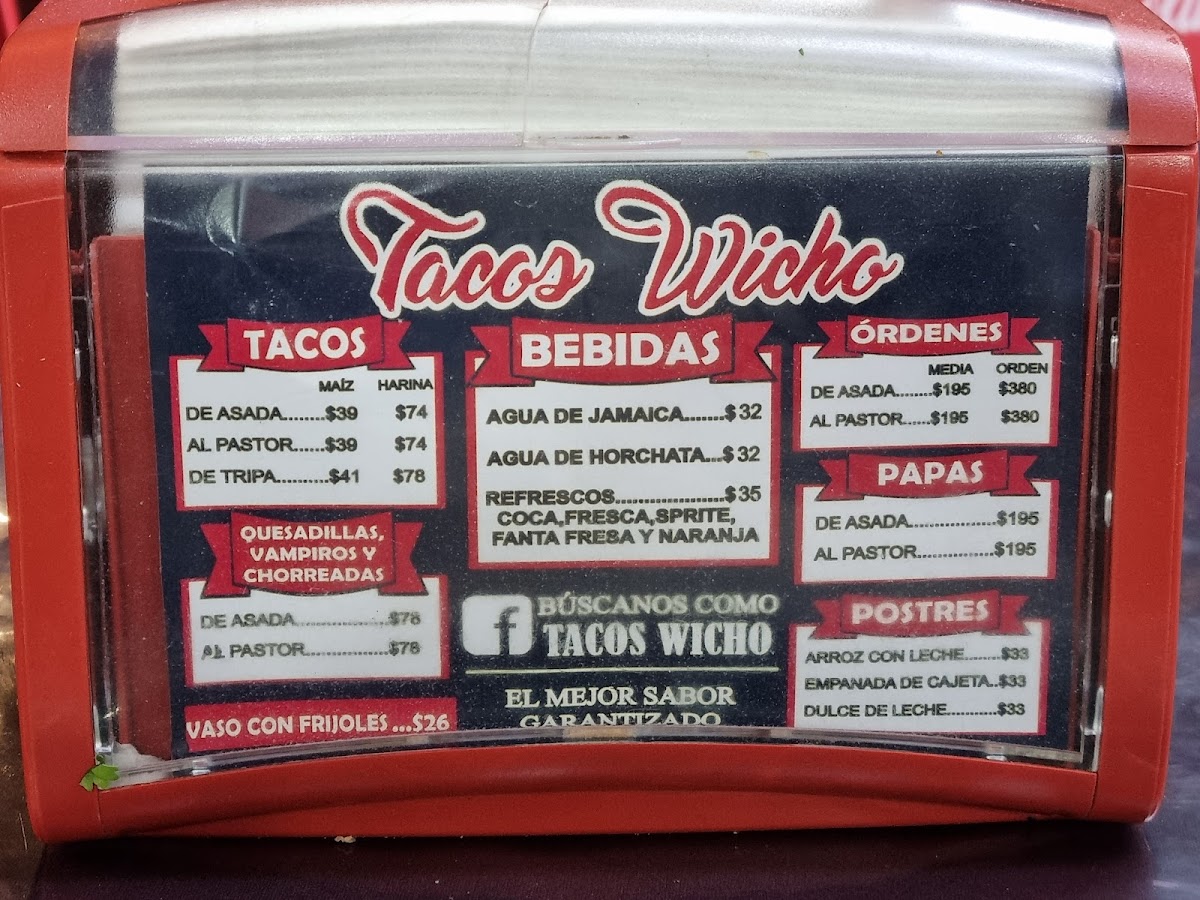 Tacos Wicho
TACOS
MAÍZ HARINA
DE ASADA.......$39 $74
AL PASTOR......$39 $74
DE TRIPA..........$41 $78
QUESADILLAS,
VAMPIROS Y
CHORREADAS
DE ASADA....................$78
AL PASTOR..................$78
VASO CON FRIJOLES ...$26
BEBIDAS
AGUA DE JAMAICA.......$32
AGUA DE HORCHATA...$32
REFRESCOS....................$35
COCA,FRESCA,SPRITE,
FANTA FRESA Y NARANJA
BÚSCANOS COMO
TACOS WICHO
EL MEJOR SABOR
GARANTIZADO
ÓRDENES
MEDIA ORDEN
DE ASADA........$195 $380
AL PASTOR......$195 $380
PAPAS
DE ASADA..................$195
AL PASTOR................$195
POSTRES
ARROZ CON LECHE........$33
EMPANADA DE CAJETA..$33
DULCE DE LECHE...........$33